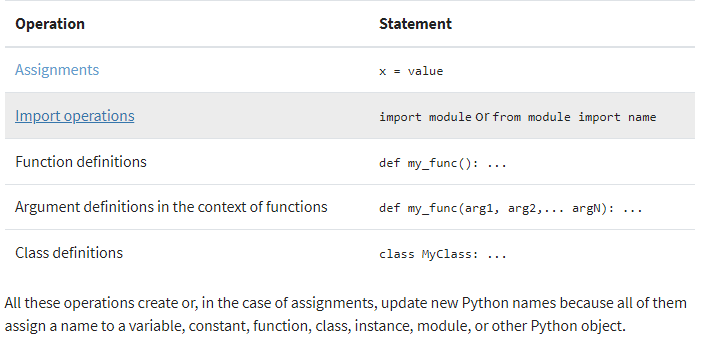 Operation Statement
Assignments x = value
Import operations import module or from module import name
Function definitions def my_func(): ...
Argument definitions in the context of functions def my_func(arg1, arg2,... argN): ...
Class definitions class MyClass: ...
All these operations create or, in the case of assignments, update new Python names because all of them
assign a name to a variable, constant, function, class, instance, module, or other Python object.